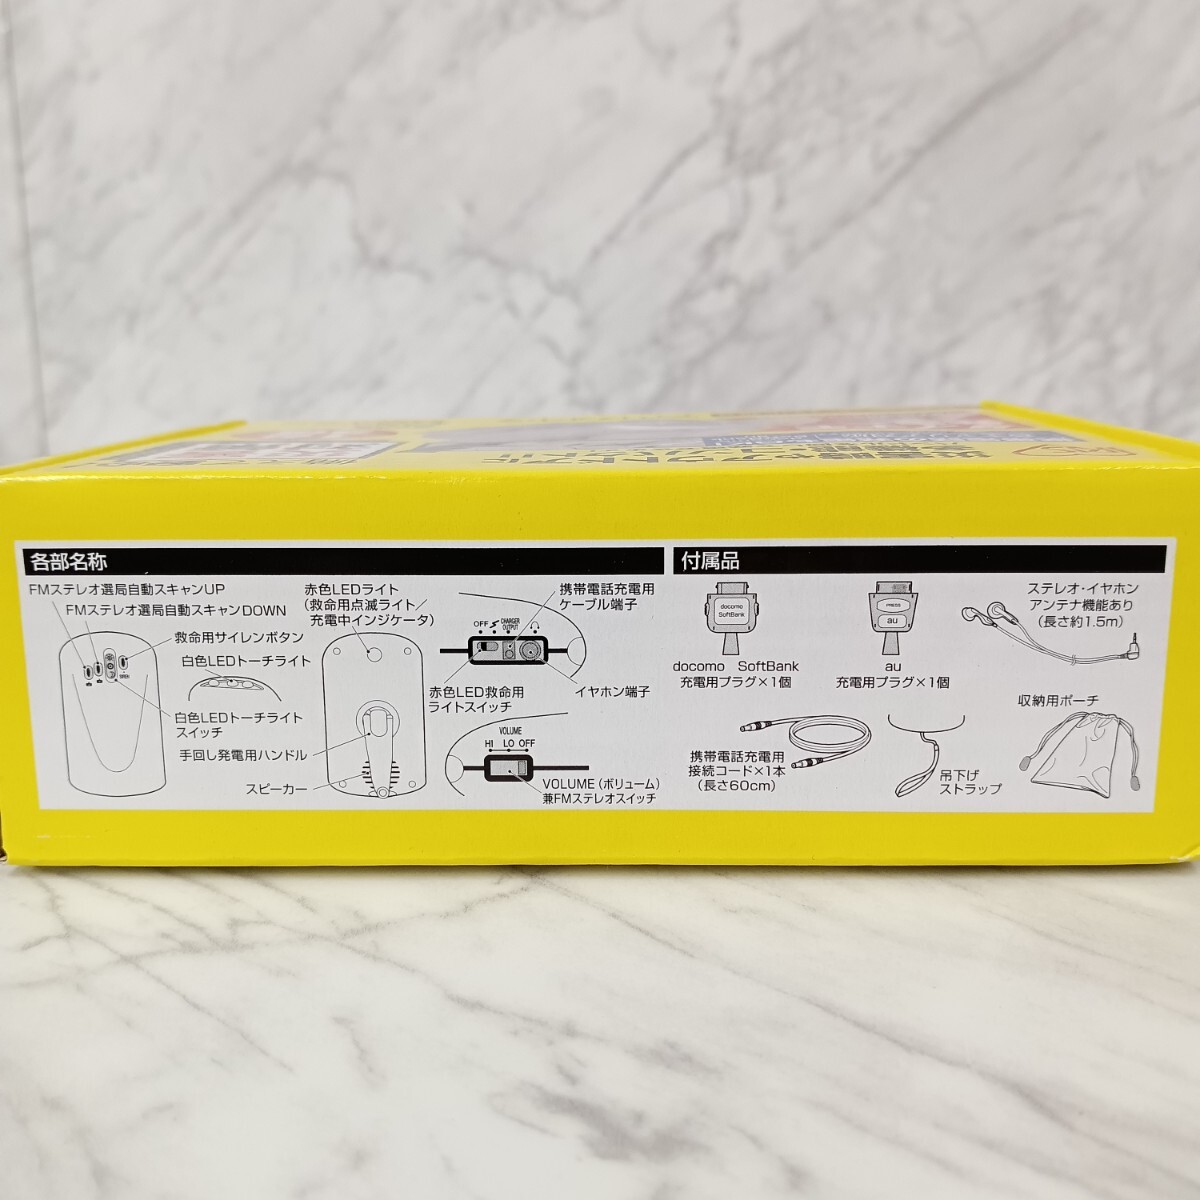 各部名称
FMステレオ選局自動スキャンUP
FMステレオ選局自動スキャンDOWN
救命用サイレンボタン
白色LEDトーチライト
白色LEDトーチライト
スイッチ
手回し発電用ハンドル
スピーカー
赤色LEDライト
(救命用点滅ライト/
充電中インジケータ)
携帯電話充電用
ケーブル端子
OFF
CHARGER
OUTPUT
赤色LED救命用
ライトスイッチ
イヤホン端子
VOLUME
HI LO OFF
VOLUME(ボリューム)
兼FMステレオスイッチ
付属品
docomo
SoftBank
docomo SoftBank
充電用プラグ×1個
PRESS
au
au
充電用プラグ×1個
ステレオ・イヤホン
アンテナ機能あり
(長さ約1.5m)
携帯電話充電用
接続コード×1本
(長さ60cm)
吊下げ
ストラップ
収納用ポーチ